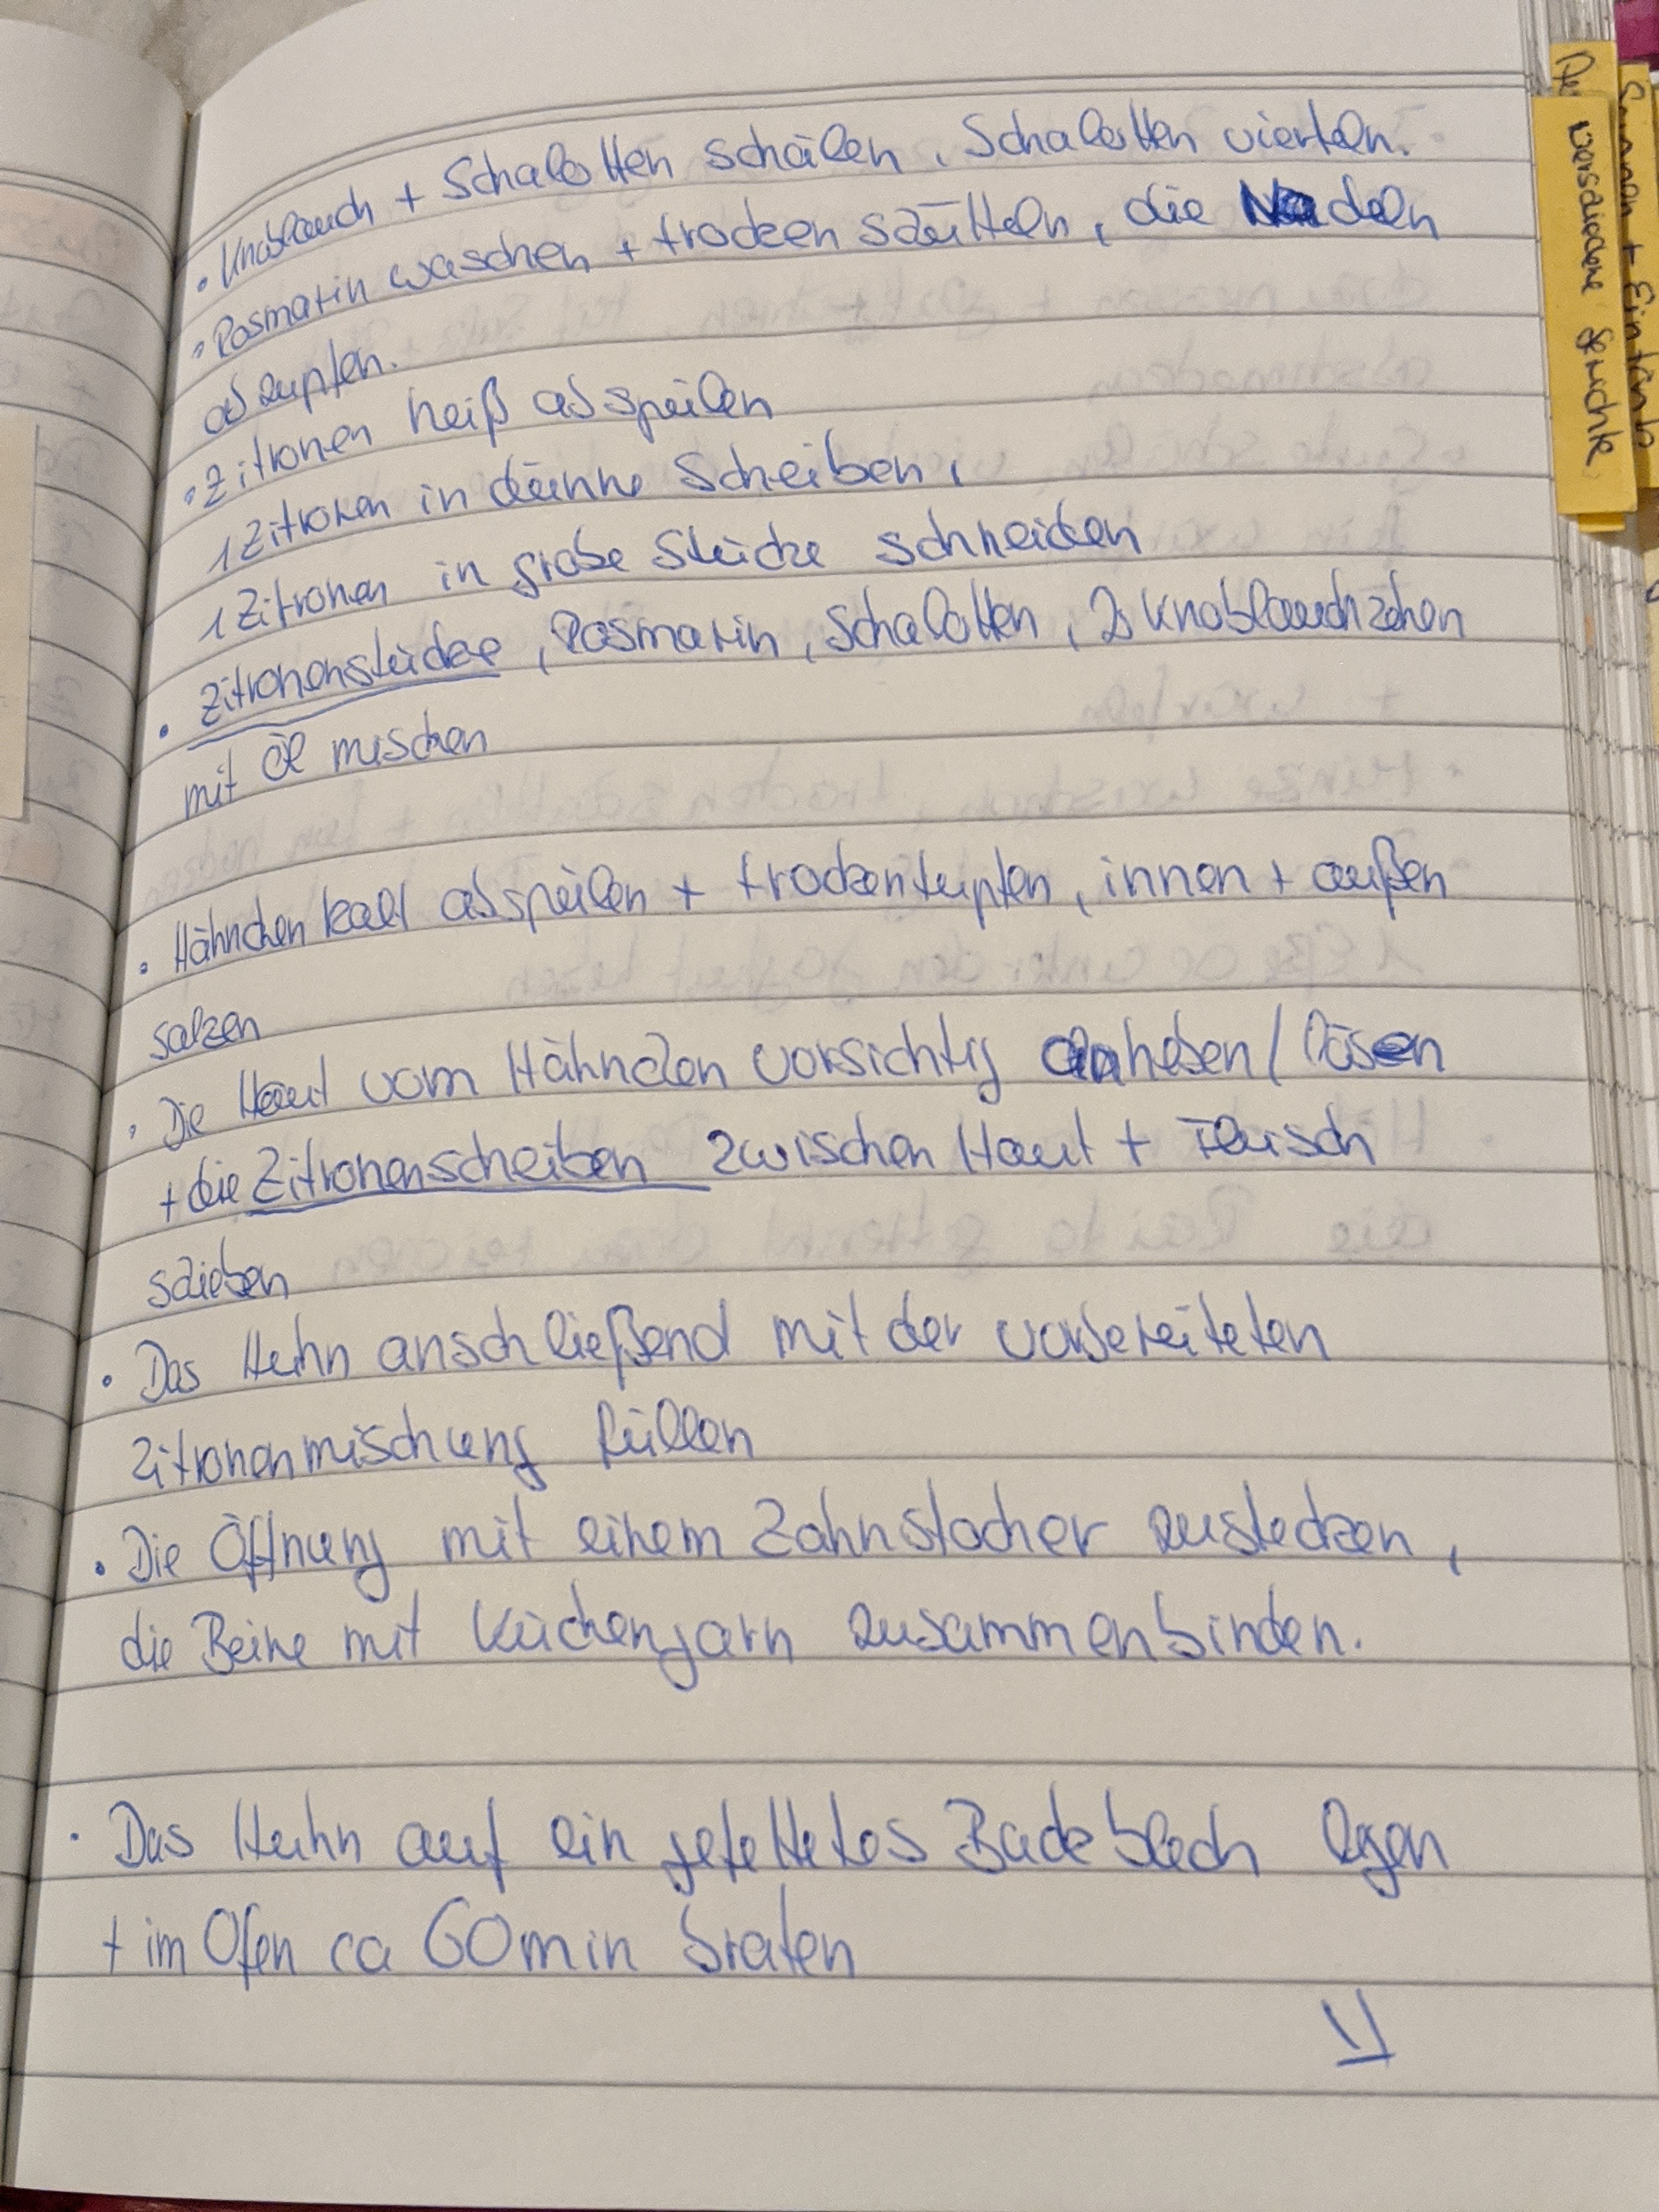 • Knoblauch + Schalotten schälen, Schalotten vierteln.
• Rosmarin waschen + trocken schütteln, die Nadeln
abzupfen.
• Zitronen heiß abspülen
1 Zitronen in dünne Scheiben,
1 Zitronen in grobe Stücke schneiden
• Zitronenstücke, Rosmarin, Schalotten, 2 Knoblauchzehen
mit Öl mischen
• Hähnchen kalt abspülen + trockentupfen, innen + außen
salzen
• Die Haut vom Hähnchen vorsichtig anheben / lösen
+ die Zitronenscheiben zwischen Haut + Fleisch
schieben
• Das Huhn anschließend mit der vorbereiteten
Zitronenmischung füllen
• Die Öffnung mit einem Zahnstocher zustecken,
die Beine mit Küchengarn zusammenbinden.
• Das Huhn auf ein gefettetes Backblech legen
+ im Ofen ca 60 min braten
verschiedene Gerichte
Suppen + Eintöpfe